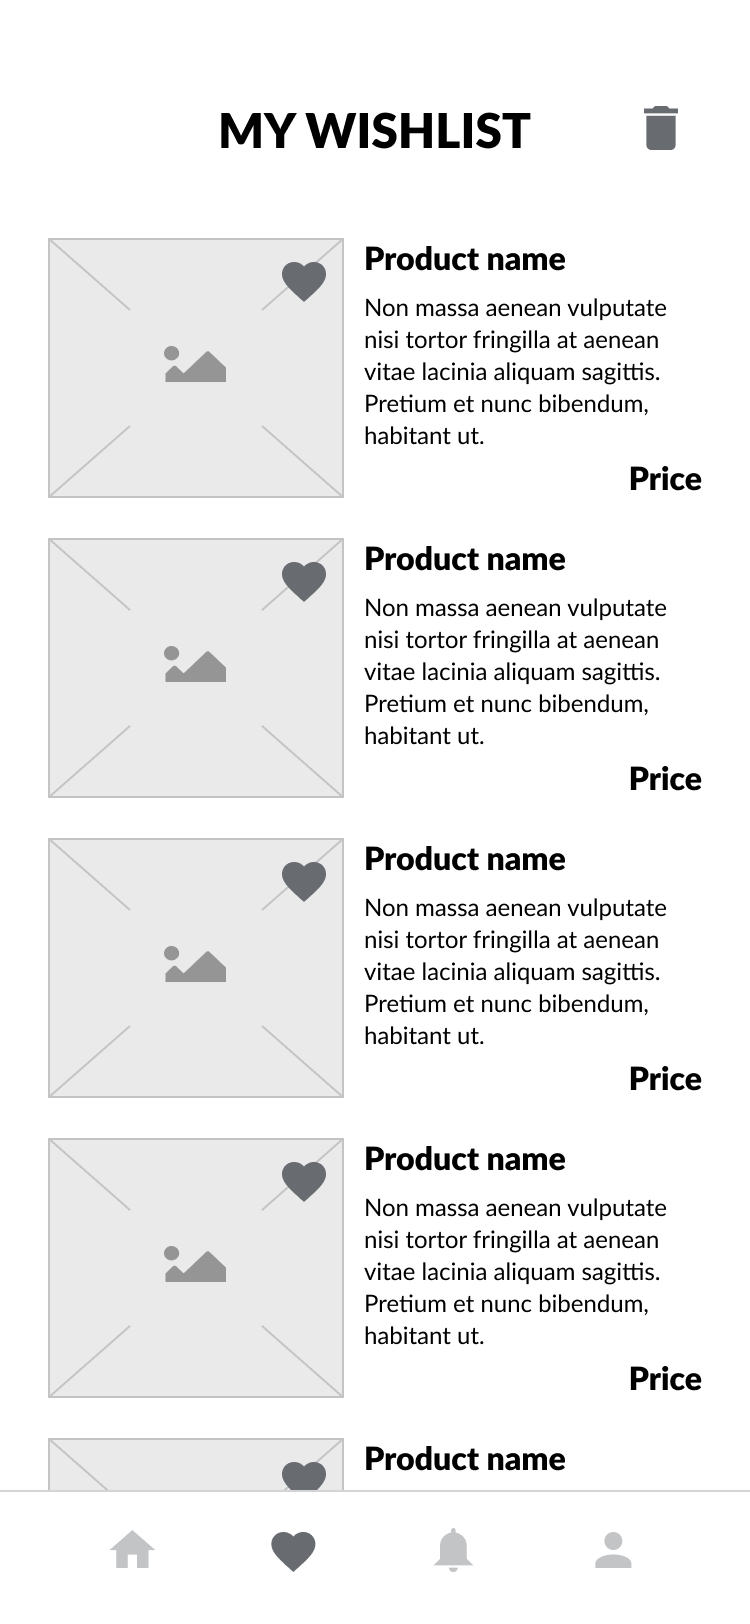 MY WISHLIST
Product name
Non massa aenean vulputate
nisi tortor fringilla at aenean
vitae lacinia aliquam sagittis.
Pretium et nunc bibendum,
habitant ut.
Price
Product name
Non massa aenean vulputate
nisi tortor fringilla at aenean
vitae lacinia aliquam sagittis.
Pretium et nunc bibendum,
habitant ut.
Price
Product name
Non massa aenean vulputate
nisi tortor fringilla at aenean
vitae lacinia aliquam sagittis.
Pretium et nunc bibendum,
habitant ut.
Price
Product name
Non massa aenean vulputate
nisi tortor fringilla at aenean
vitae lacinia aliquam sagittis.
Pretium et nunc bibendum,
habitant ut.
Price
Product name